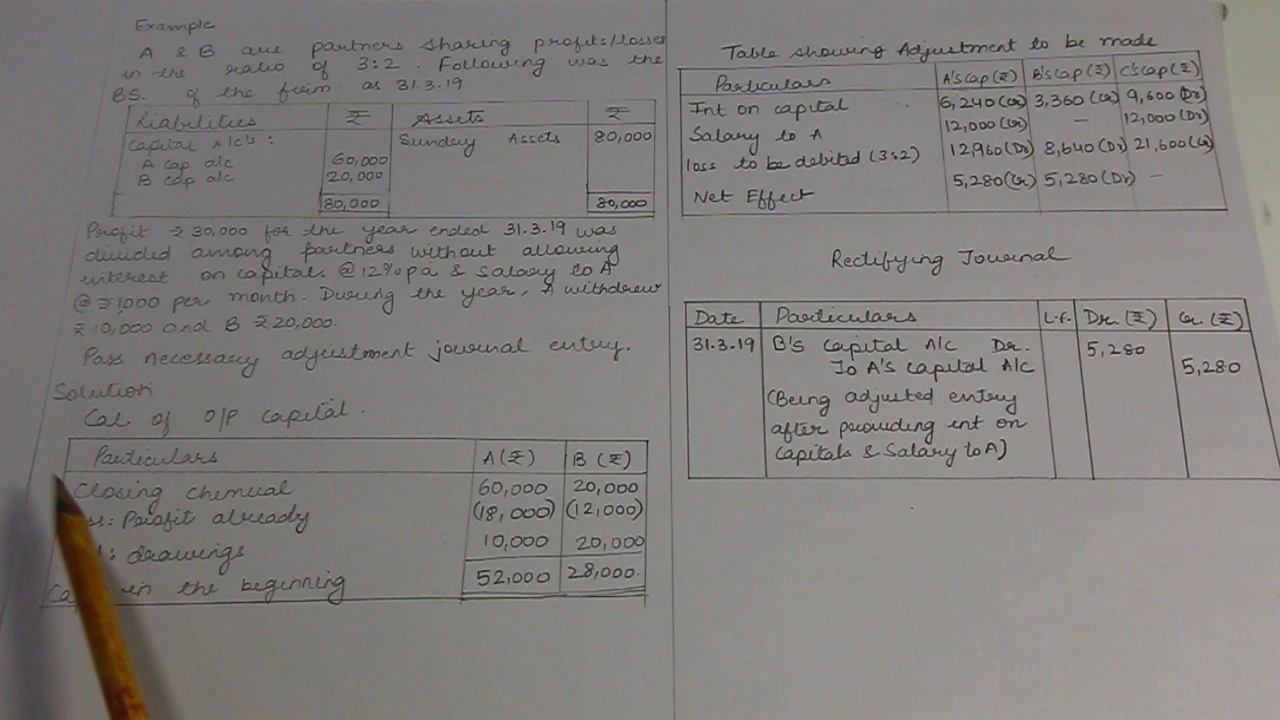 Example
A & B are partners sharing profits/losses
in the ratio of 3:2. Following was the
BS. of the firm as 31.3.19
Liabilities ₹ Assets ₹
Capital A/c's: Sundry Assets 80,000
A cap a/c 60,000
B cap a/c 20,000
80,000 80,000
Profit ₹ 30,000 for the year ended 31.3.19 was
divided among partners without allowing
interest on capitals @ 12% pa & salary to A
@ ₹ 1,000 per month. During the year, A withdrew
₹ 10,000 and B ₹ 20,000.
Pass necessary adjustment journal entry.
Solution
Cal. of O/P capital.
Particulars A (₹) B (₹)
Closing 60,000 20,000
Profit already (18,000) (12,000)
drawings 10,000 20,000
in the beginning 52,000 28,000.
Table showing Adjustment to be made
Particulars A's Cap (₹) B's Cap (₹) C's Cap (₹)
Int on capital 6,240 (Cr) 3,360 (Cr) 9,600 (Dr)
Salary to A 12,000 (Cr) — 12,000 (Dr)
loss to be debited (3:2) 12,960 (Dr) 8,640 (Dr) 21,600 (Cr)
Net Effect 5,280 (Cr) 5,280 (Dr) —
Rectifying Journal
Date Particulars L.F. Dr. (₹) Cr. (₹)
31.3.19 B's Capital A/c Dr. 5,280
To A's capital A/c 5,280
(Being adjusted entry
after providing int on
capitals & Salary to A)